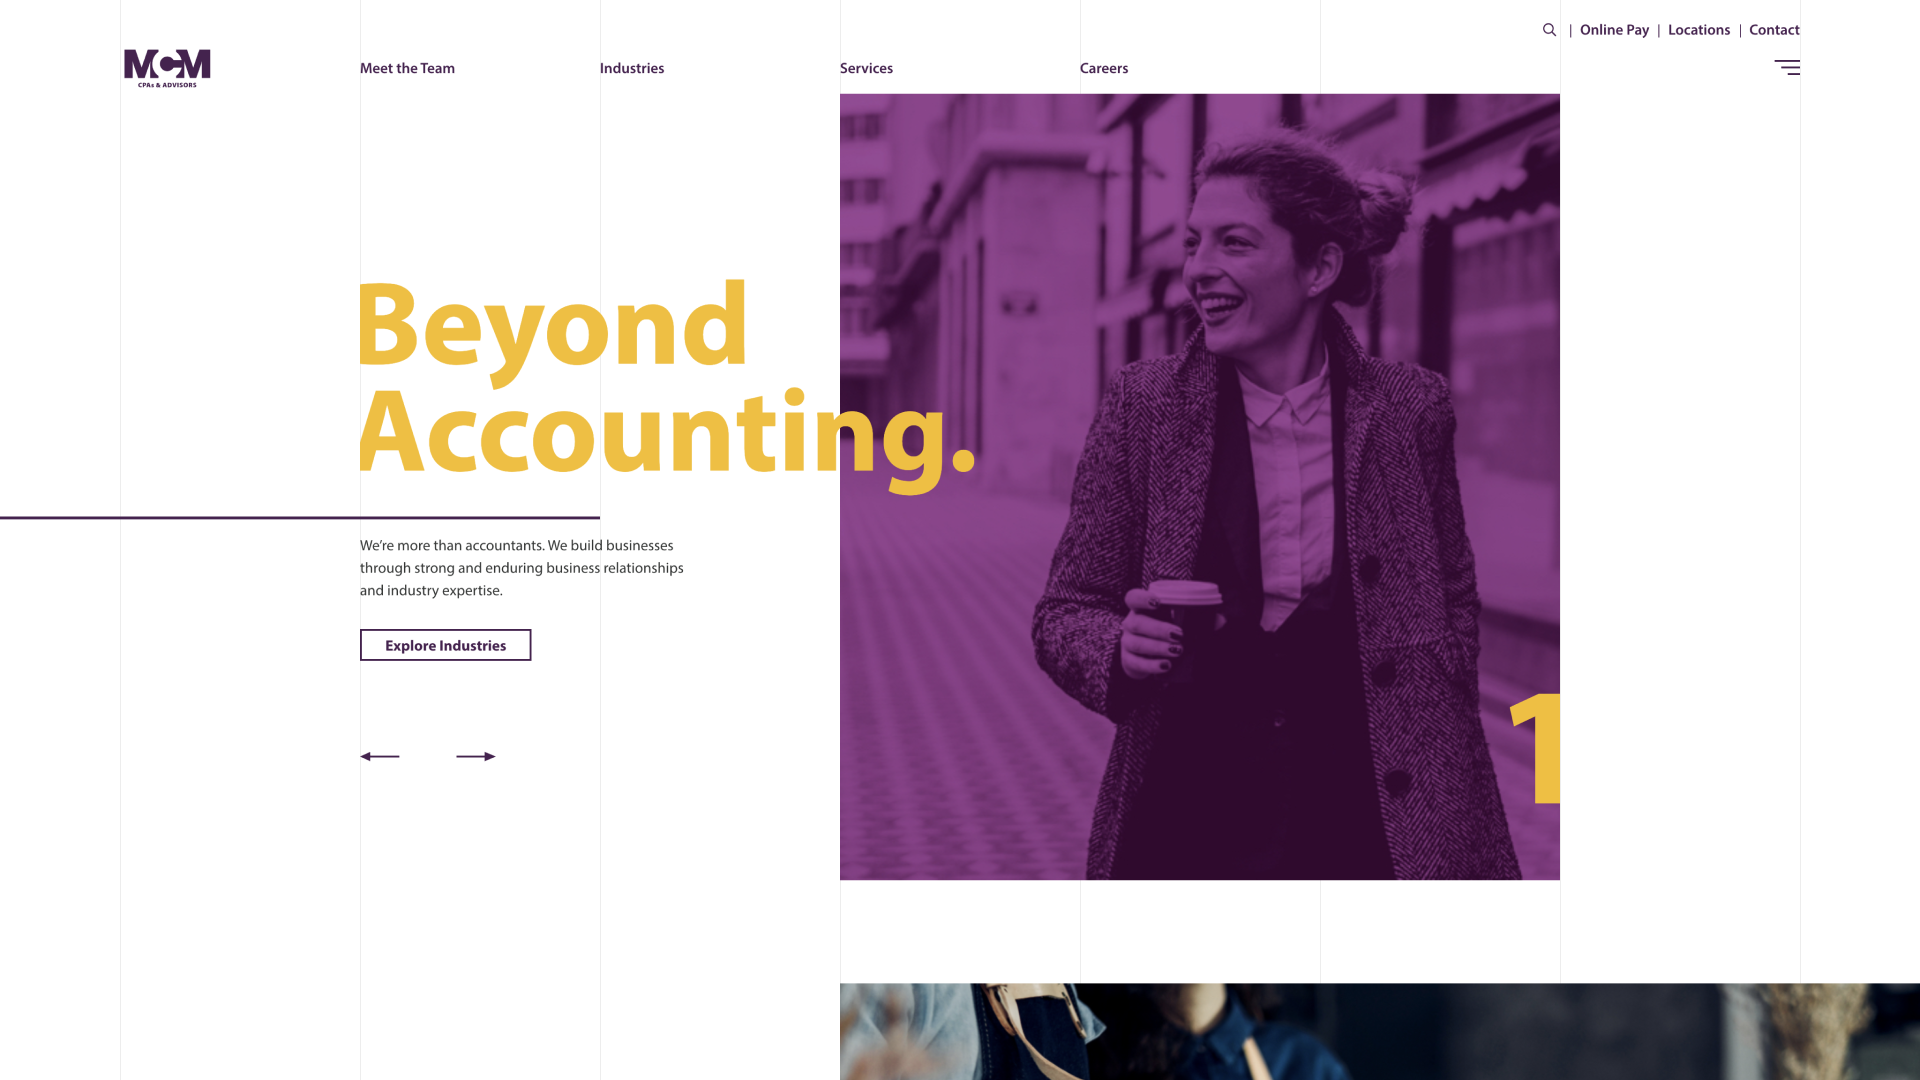 | Online Pay | Locations | Contact
MCM
CPAs & ADVISORS
Meet the Team
Industries
Services
Careers
Beyond
Accounting.
We're more than accountants. We build businesses
through strong and enduring business relationships
and industry expertise.
Explore Industries
1